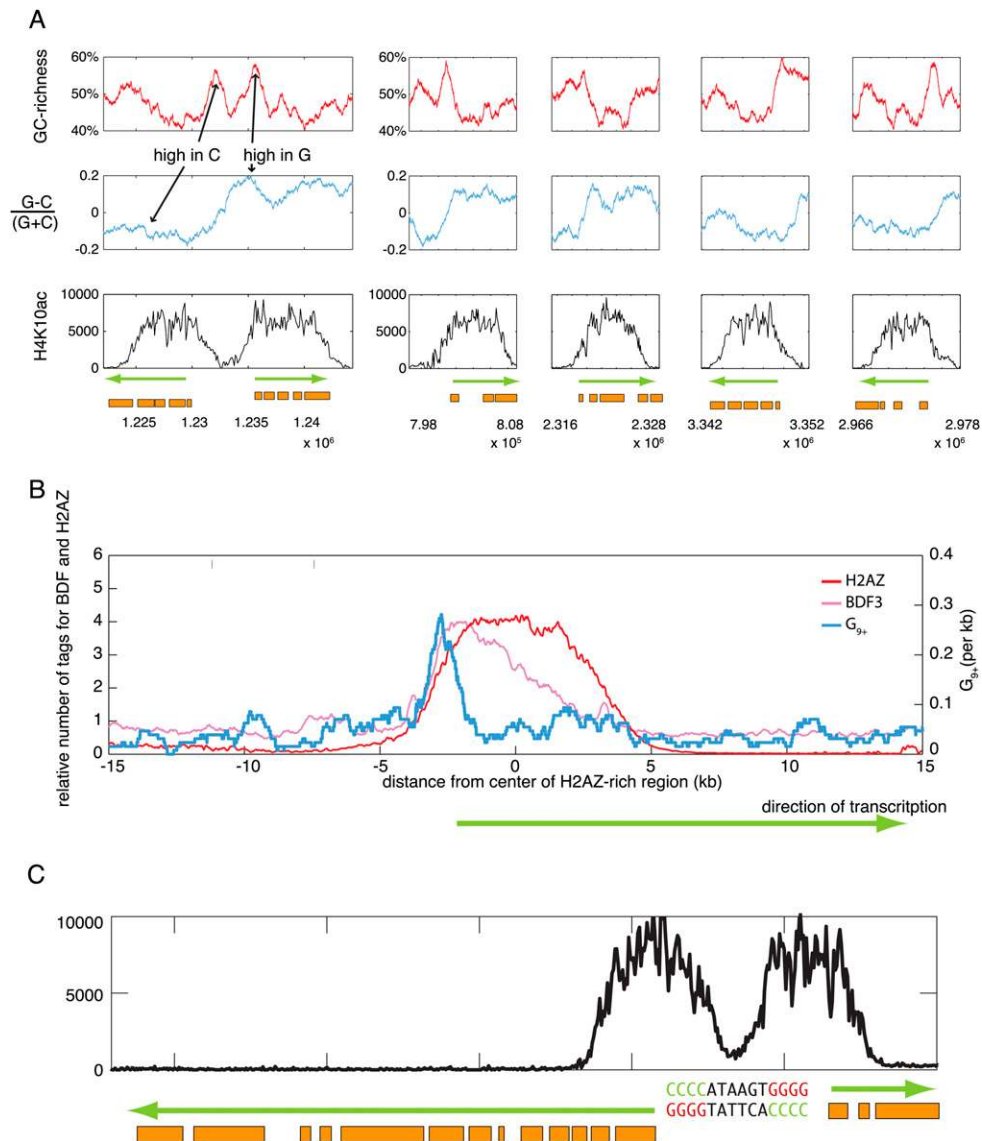 A
GC-richness
60%
50%
40%
60%
50%
40%
high in C
high in G
G-C
(G+C)
0.2
0
-0.2
0.2
0
-0.2
H4K10ac
10000
5000
0
10000
5000
0
1.225 1.23 1.235 1.24
x 10⁶
7.98 8.08
x 10⁵
2.316 2.328
x 10⁶
3.342 3.352
x 10⁶
2.966 2.978
x 10⁶
B
relative number of tags for BDF and H2AZ
6
5
4
3
2
1
0
0.4
0.3
0.2
0.1
0
G9+(per kb)
H2AZ
BDF3
G9+
-15 -10 -5 0 5 10 15
distance from center of H2AZ-rich region (kb)
direction of transcritption
C
10000
5000
0
CCCCATAAGTGGGG
GGGGTATTCACCCC